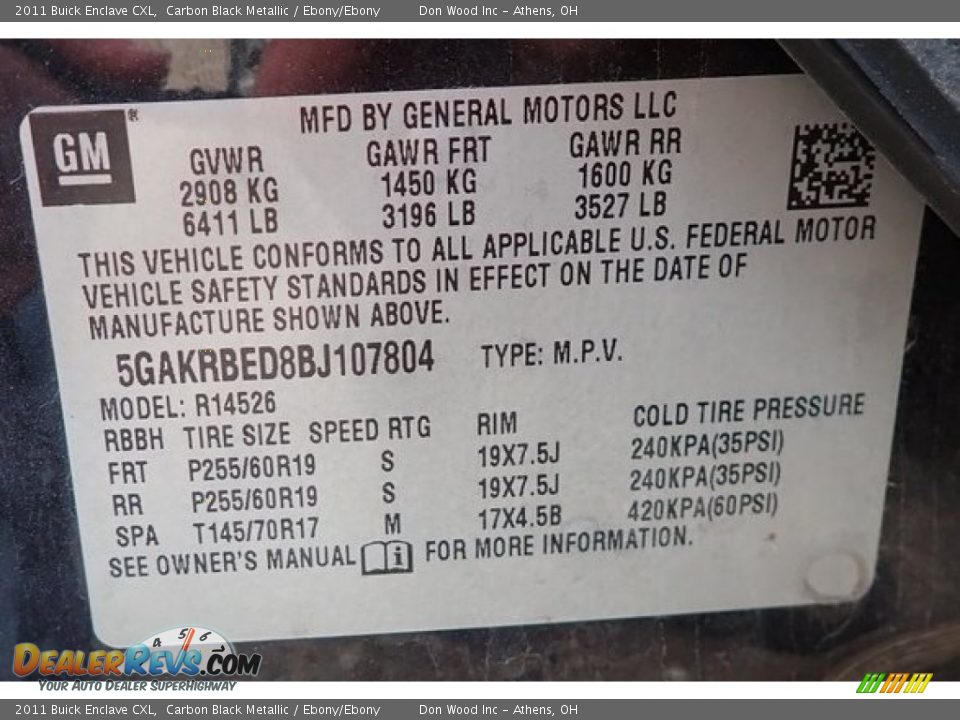 2011 Buick Enclave CXL,  Carbon Black Metallic / Ebony/Ebony  Don Wood Inc – Athens, OH
GM®
MFD BY GENERAL MOTORS LLC
GVWR  GAWR FRT  GAWR RR
2908 KG  1450 KG  1600 KG
6411 LB  3196 LB  3527 LB
THIS VEHICLE CONFORMS TO ALL APPLICABLE U.S. FEDERAL MOTOR
VEHICLE SAFETY STANDARDS IN EFFECT ON THE DATE OF
MANUFACTURE SHOWN ABOVE.
5GAKRBED8BJ107804  TYPE: M.P.V.
MODEL: R14526
RBBH  TIRE SIZE  SPEED RTG  RIM  COLD TIRE PRESSURE
FRT  P255/60R19  S  19X7.5J  240KPA(35PSI)
RR  P255/60R19  S  19X7.5J  240KPA(35PSI)
SPA  T145/70R17  M  17X4.5B  420KPA(60PSI)
SEE OWNER'S MANUAL i FOR MORE INFORMATION.
4 5 6
DEALERREVS.COM
YOUR AUTO DEALER SUPERHIGHWAY
2011 Buick Enclave CXL,  Carbon Black Metallic / Ebony/Ebony  Don Wood Inc – Athens, OH